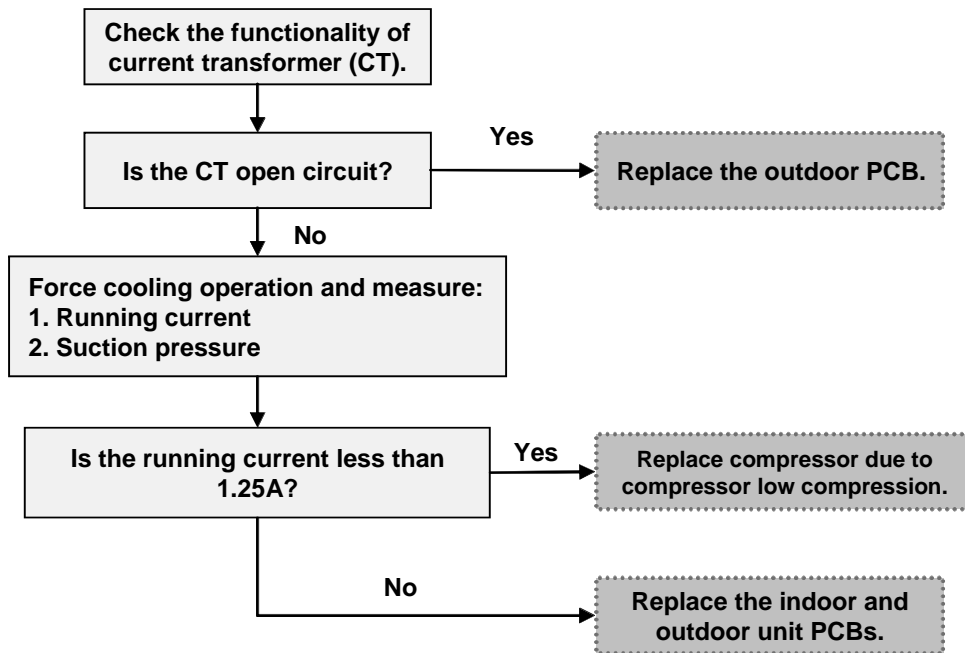 Check the functionality of
current transformer (CT).
Is the CT open circuit?
Yes
Replace the outdoor PCB.
No
Force cooling operation and measure:
1. Running current
2. Suction pressure
Is the running current less than
1.25A?
Yes
Replace compressor due to
compressor low compression.
No
Replace the indoor and
outdoor unit PCBs.